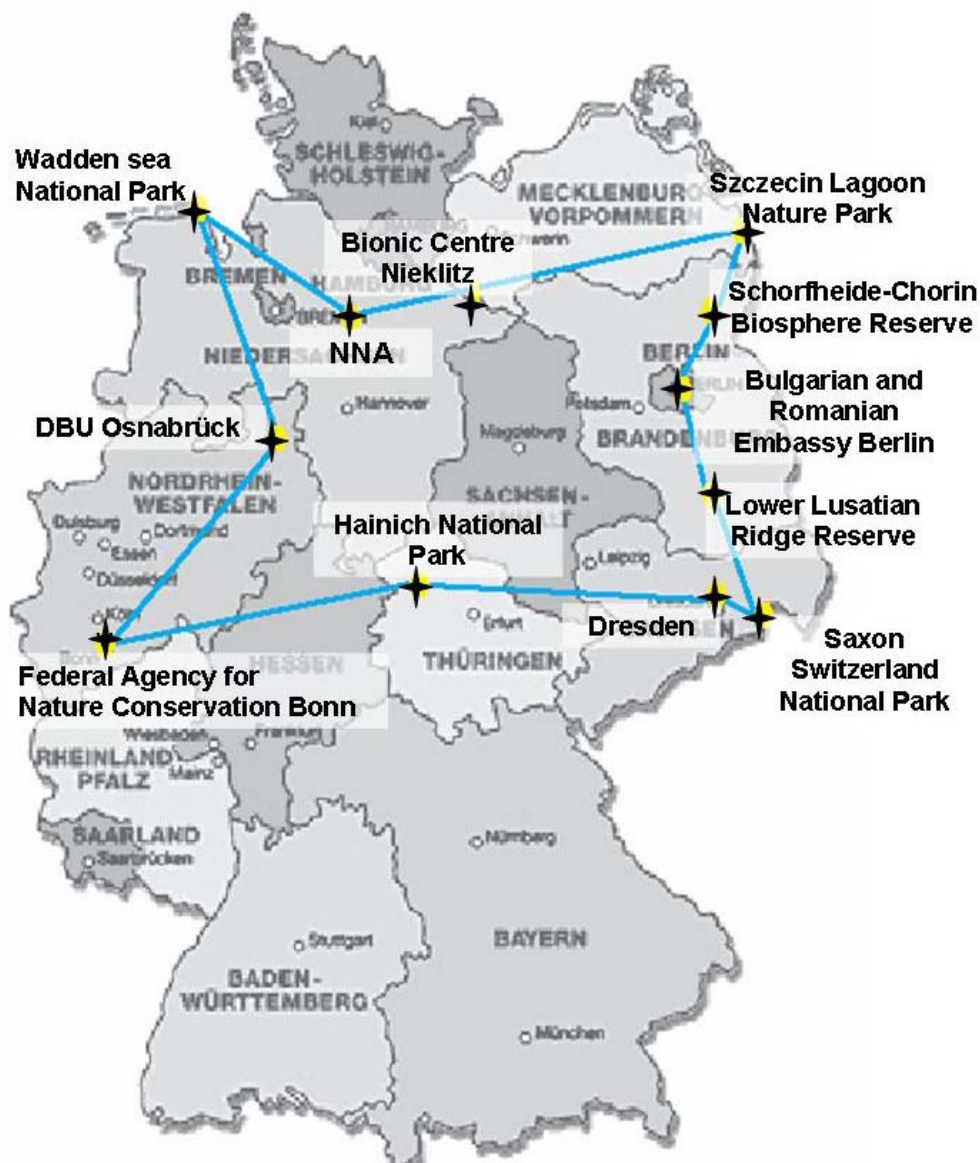 Kiel
SCHLESWIG-
HOLSTEIN
Wadden sea
National Park
MECKLENBURG
VORPOMMERN
Szczecin Lagoon
Nature Park
Bionic Centre
Nieklitz
BREMEN
HAMBURG
Schorfheide-Chorin
Biosphere Reserve
NNA
NIEDERSACHSEN
BERLIN
Bulgarian and
Romanian
Embassy Berlin
Hannover
Potsdam
DBU Osnabrück
Magdeburg
BRANDENBURG
NORDRHEIN-
WESTFALEN
SACHSEN-
ANHALT
Lower Lusatian
Ridge Reserve
Duisburg
Dortmund
Essen
Düsseldorf
Hainich National
Park
Leipzig
Köln
Erfurt
Dresden
THÜRINGEN
HESSEN
Saxon
Switzerland
National Park
Bonn
Federal Agency for
Nature Conservation Bonn
Wiesbaden
Frankfurt
RHEINLAND
PFALZ
Mainz
SAARLAND
Saarbrücken
Nürnberg
Stuttgart
BAYERN
BADEN-
WÜRTTEMBERG
München